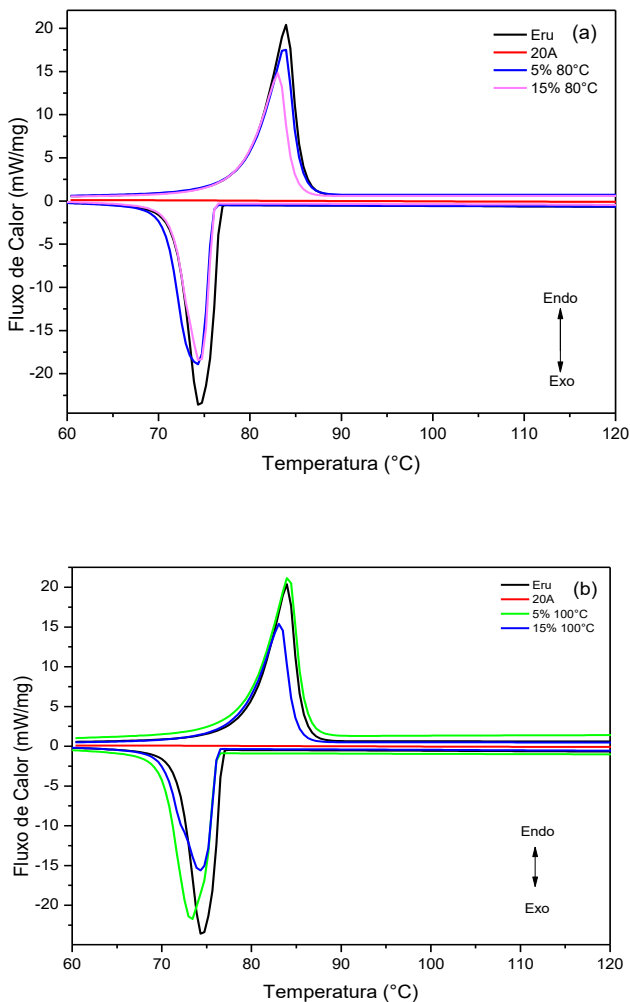 (a)
Eru
20A
5% 80°C
15% 80°C
Fluxo de Calor (mW/mg)
20
15
10
5
0
-5
-10
-15
-20
Endo
Exo
60 70 80 90 100 110 120
Temperatura (°C)
(b)
Eru
20A
5% 100°C
15% 100°C
Fluxo de Calor (mW/mg)
20
15
10
5
0
-5
-10
-15
-20
Endo
Exo
60 70 80 90 100 110 120
Temperatura (°C)